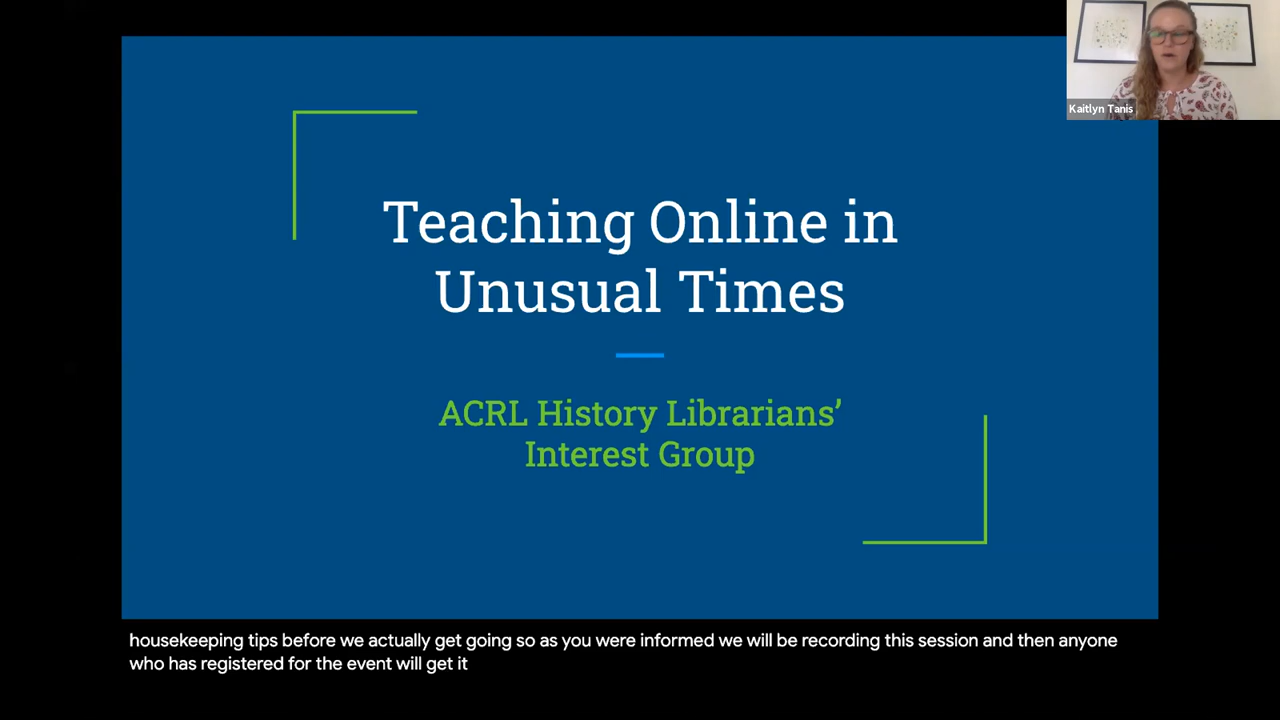 Kaitlyn Tanis
Teaching Online in
Unusual Times
ACRL History Librarians’
Interest Group
housekeeping tips before we actually get going so as you were informed we will be recording this session and then anyone
who has registered for the event will get it